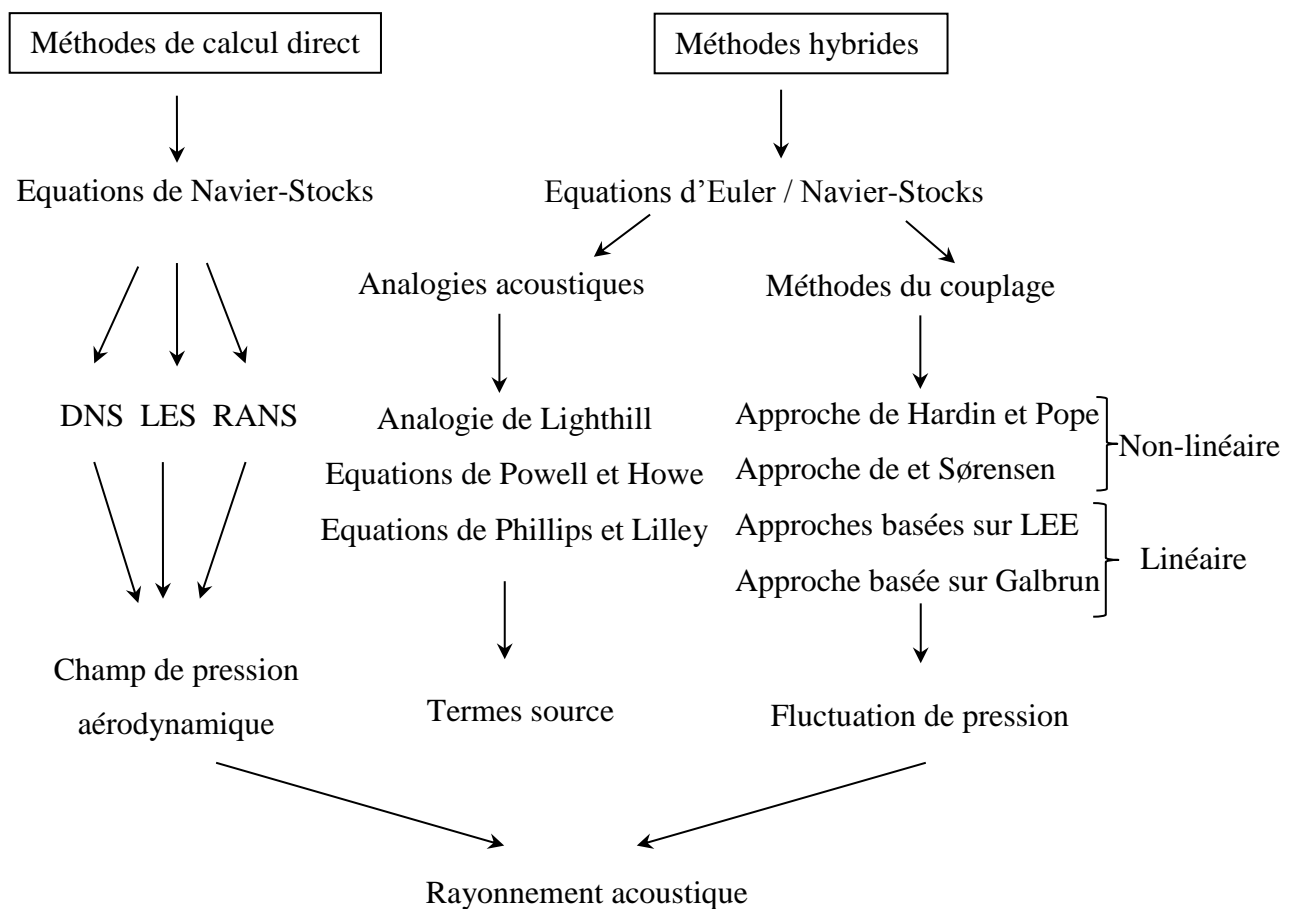 Méthodes de calcul direct
Méthodes hybrides
Equations de Navier-Stocks
Equations d’Euler / Navier-Stocks
Analogies acoustiques
Méthodes du couplage
DNS LES RANS
Analogie de Lighthill
Equations de Powell et Howe
Equations de Phillips et Lilley
Approche de Hardin et Pope
Approche de et Sørensen
Non-linéaire
Approches basées sur LEE
Approche basée sur Galbrun
Linéaire
Champ de pression
aérodynamique
Termes source
Fluctuation de pression
Rayonnement acoustique